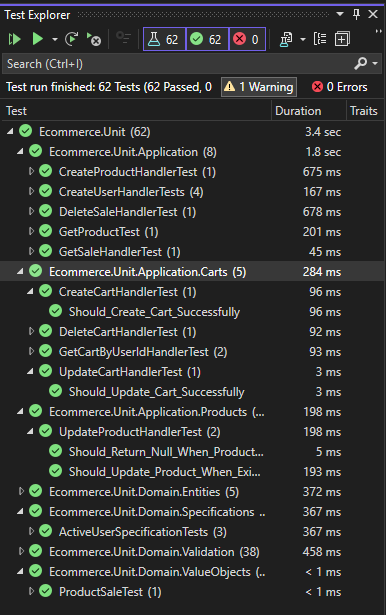 Test Explorer
62 62 0
Search (Ctrl+I)
Test run finished: 62 Tests (62 Passed, 0 1 Warning 0 Errors
Test Duration Traits
Ecommerce.Unit (62) 3.4 sec
Ecommerce.Unit.Application (8) 1.8 sec
CreateProductHandlerTest (1) 675 ms
CreateUserHandlerTests (4) 167 ms
DeleteSaleHandlerTest (1) 678 ms
GetProductTest (1) 201 ms
GetSaleHandlerTest (1) 45 ms
Ecommerce.Unit.Application.Carts (5) 284 ms
CreateCartHandlerTest (1) 96 ms
Should_Create_Cart_Successfully 96 ms
DeleteCartHandlerTest (1) 92 ms
GetCartByUserIdHandlerTest (2) 93 ms
UpdateCartHandlerTest (1) 3 ms
Should_Update_Cart_Successfully 3 ms
Ecommerce.Unit.Application.Products (... 198 ms
UpdateProductHandlerTest (2) 198 ms
Should_Return_Null_When_Product... 5 ms
Should_Update_Product_When_Exi... 193 ms
Ecommerce.Unit.Domain.Entities (5) 372 ms
Ecommerce.Unit.Domain.Specifications ... 367 ms
ActiveUserSpecificationTests (3) 367 ms
Ecommerce.Unit.Domain.Validation (38) 458 ms
Ecommerce.Unit.Domain.ValueObjects (... < 1 ms
ProductSaleTest (1) < 1 ms